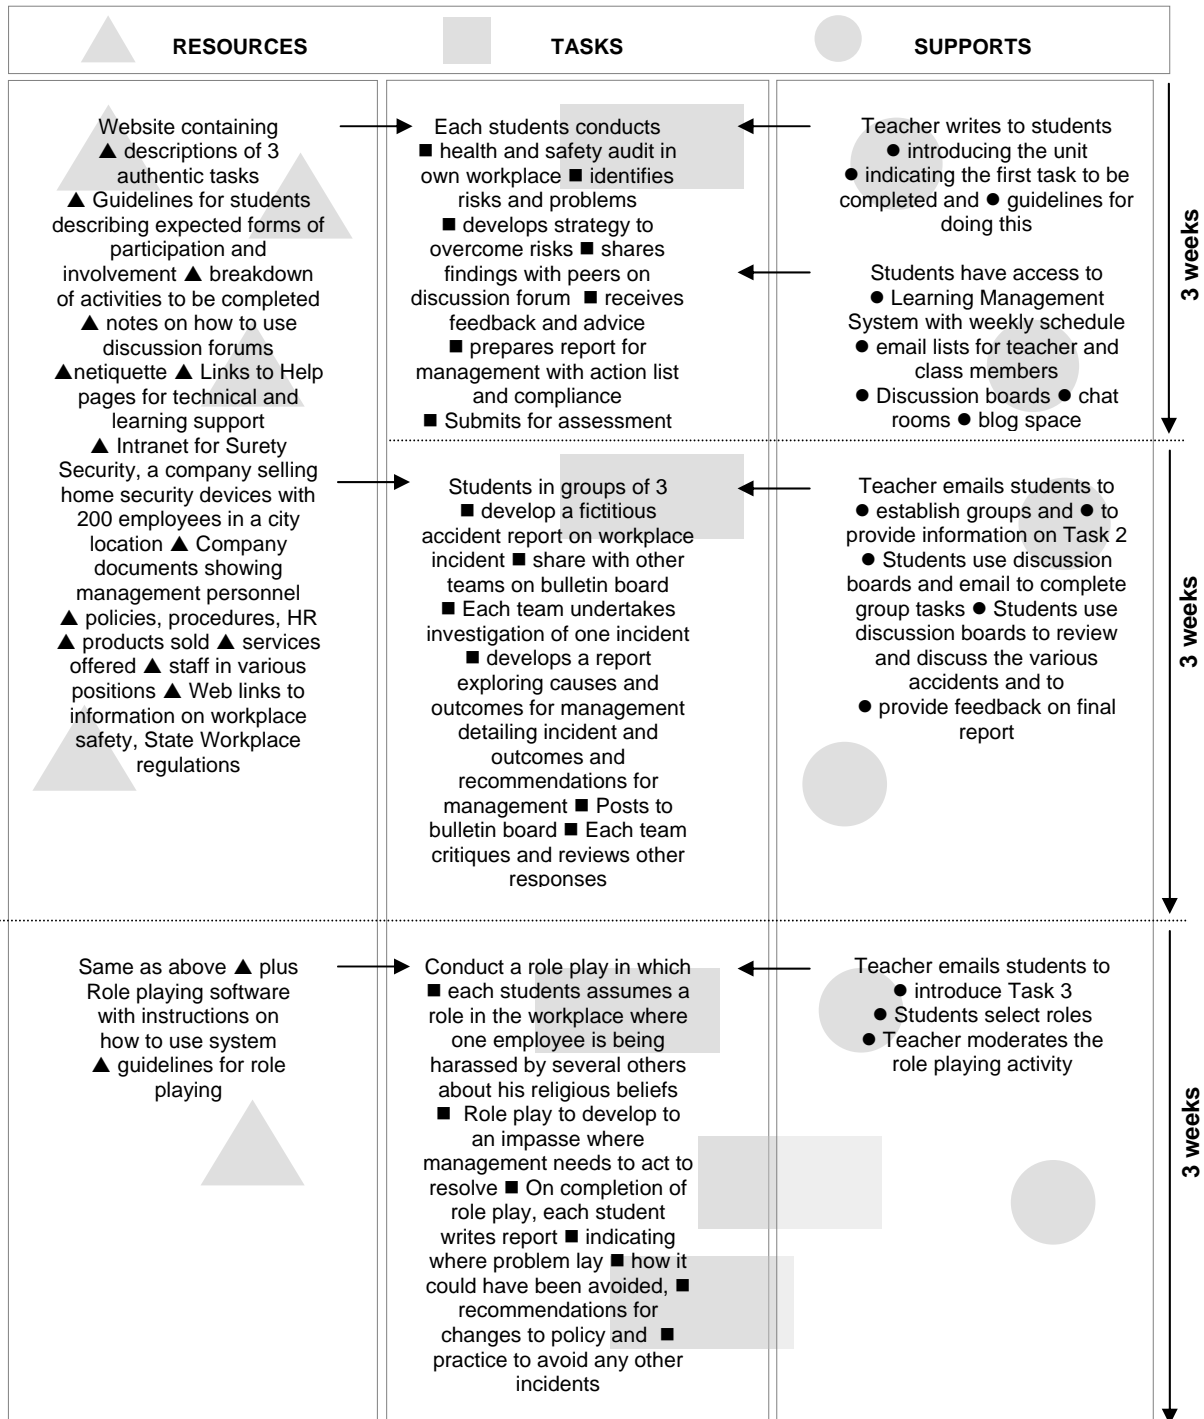 RESOURCES
TASKS
SUPPORTS
Website containing
▲ descriptions of 3
authentic tasks
▲ Guidelines for students
describing expected forms of
participation and
involvement ▲ breakdown
of activities to be completed
▲ notes on how to use
discussion forums
▲netiquette ▲ Links to Help
pages for technical and
learning support
▲ Intranet for Surety
Security, a company selling
home security devices with
200 employees in a city
location ▲ Company
documents showing
management personnel
▲ policies, procedures, HR
▲ products sold ▲ services
offered ▲ staff in various
positions ▲ Web links to
information on workplace
safety, State Workplace
regulations
Each students conducts
■ health and safety audit in
own workplace ■ identifies
risks and problems
■ develops strategy to
overcome risks ■ shares
findings with peers on
discussion forum ■ receives
feedback and advice
■ prepares report for
management with action list
and compliance
■ Submits for assessment
Teacher writes to students
● introducing the unit
● indicating the first task to be
completed and ● guidelines for
doing this
Students have access to
● Learning Management
System with weekly schedule
● email lists for teacher and
class members
● Discussion boards ● chat
rooms ● blog space
3 weeks
Students in groups of 3
■ develop a fictitious
accident report on workplace
incident ■ share with other
teams on bulletin board
■ Each team undertakes
investigation of one incident
■ develops a report
exploring causes and
outcomes for management
detailing incident and
outcomes and
recommendations for
management ■ Posts to
bulletin board ■ Each team
critiques and reviews other
responses
Teacher emails students to
● establish groups and ● to
provide information on Task 2
● Students use discussion
boards and email to complete
group tasks ● Students use
discussion boards to review
and discuss the various
accidents and to
● provide feedback on final
report
3 weeks
Same as above ▲ plus
Role playing software
with instructions on
how to use system
▲ guidelines for role
playing
Conduct a role play in which
■ each students assumes a
role in the workplace where
one employee is being
harassed by several others
about his religious beliefs
■ Role play to develop to
an impasse where
management needs to act to
resolve ■ On completion of
role play, each student
writes report ■ indicating
where problem lay ■ how it
could have been avoided, ■
recommendations for
changes to policy and ■
practice to avoid any other
incidents
Teacher emails students to
● introduce Task 3
● Students select roles
● Teacher moderates the
role playing activity
3 weeks